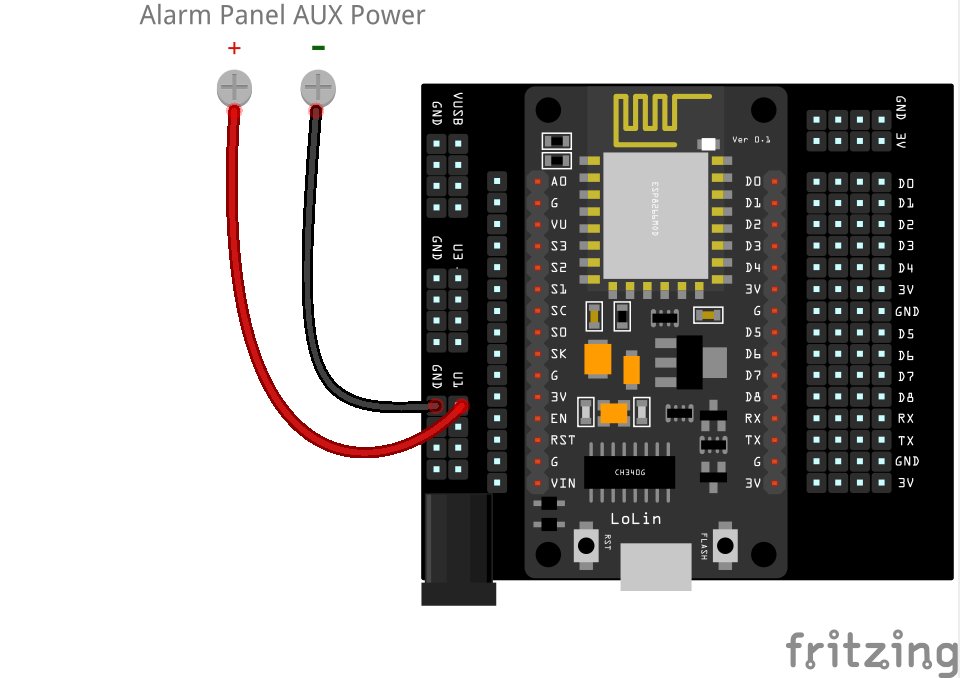 Alarm Panel AUX Power
+ -
GND VUSB
GND U3
GND U1
A0
G
VU
S3
S2
S1
SC
SO
SK
G
3V
EN
RST
G
VIN
Ver 0.1
ESP8266MOD
D0
D1
D2
D3
D4
3V
G
D5
D6
D7
D8
RX
TX
G
3V
CH340G
LoLin
RST
FLASH
GND
3V
D0
D1
D2
D3
D4
3V
GND
D5
D6
D7
D8
RX
TX
GND
3V
fritzing